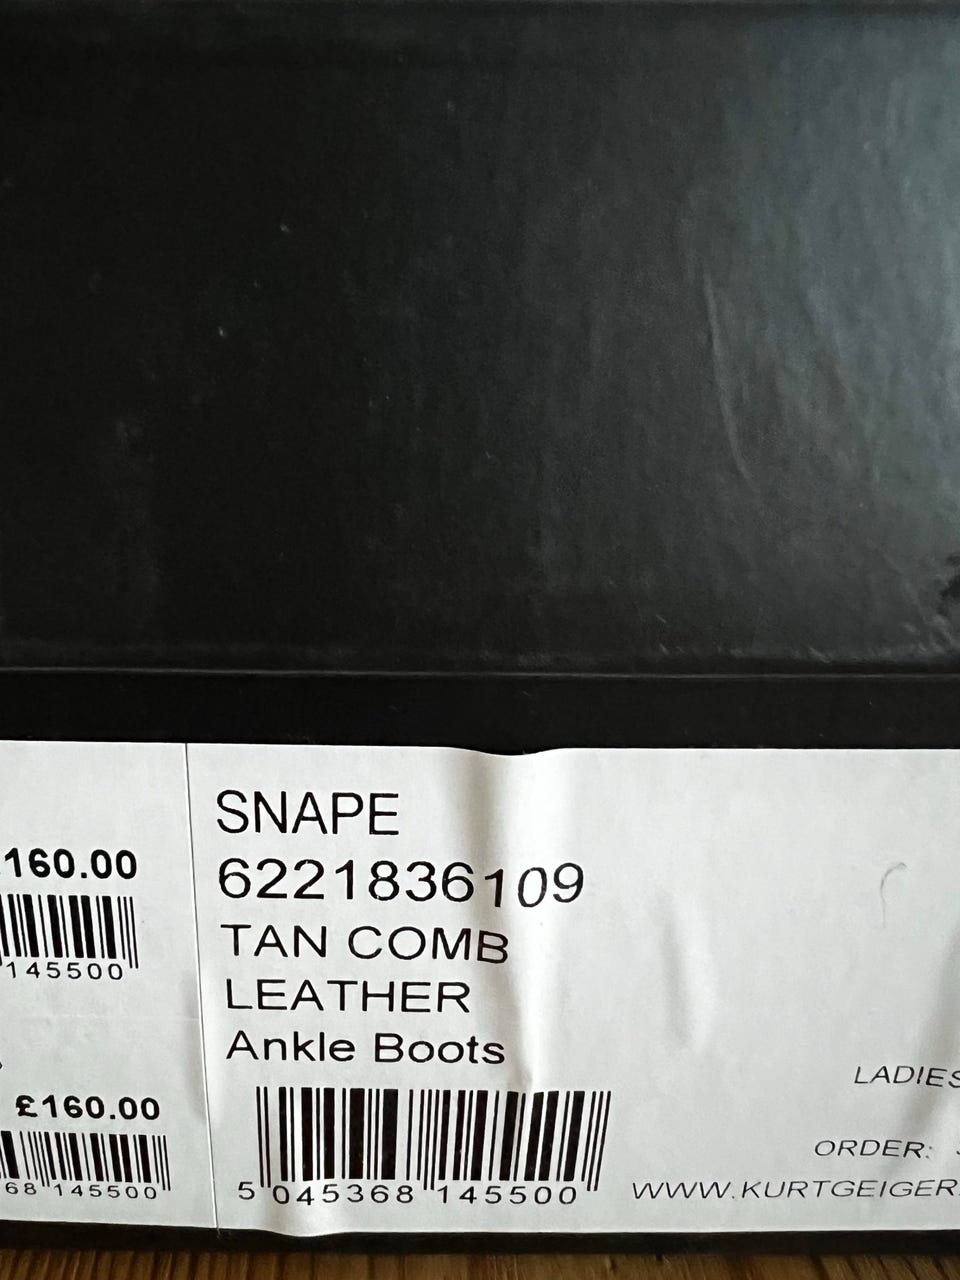 £160.00
145500
£160.00
68 145500
SNAPE
6221836109
TAN COMB
LEATHER
Ankle Boots
5 045368 145500
LADIES
ORDER:
WWW.KURTGEIGER.